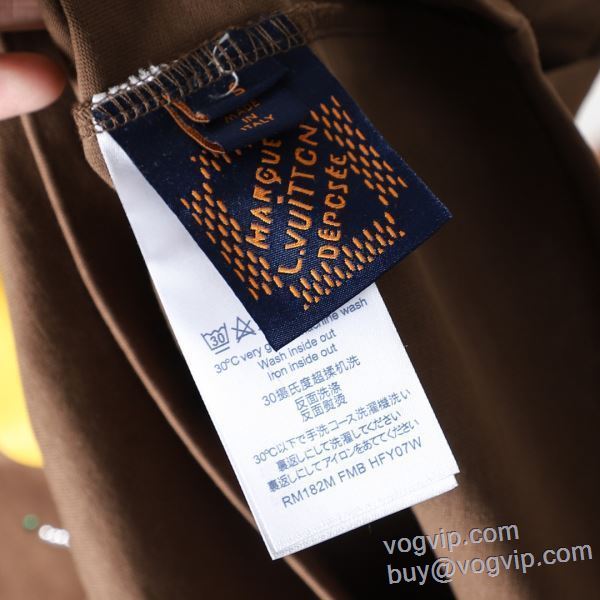 S
MADE IN
ITALY
MARQUE
L.VUITTON
DEPOSÉE
30
30°C very machine wash
Wash inside out
Iron inside out
30摄氏度超柔机洗
反面洗涤
反面熨烫
30℃以下で手洗コース洗濯機洗い
裏返しにして洗濯してください
裏返しにしてアイロンをあててください
RM182M FMB HFY07W
vogvip.com
buy@vogvip.com